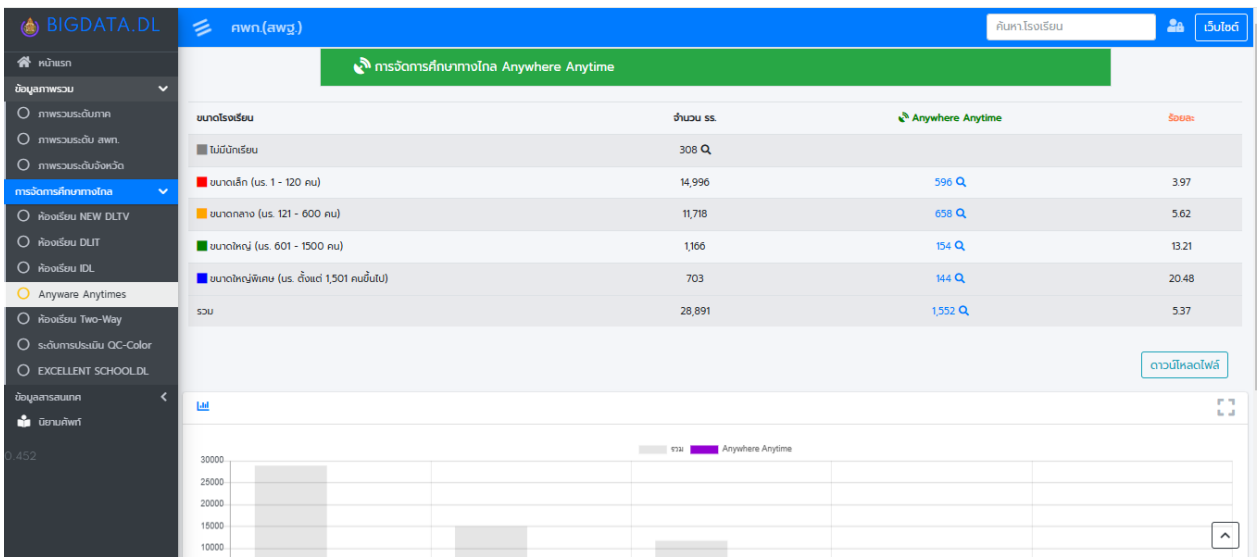 BIGDATA.DL
ศพก.(สพฐ.)
ค้นหาโรงเรียน
เว็บไซต์
หน้าแรก
ข้อมูลภาพรวม
ภาพรวมระดับภาค
ภาพรวมระดับ สพท.
ภาพรวมระดับจังหวัด
การจัดการศึกษาทางไกล
ห้องเรียน NEW DLTV
ห้องเรียน DLIT
ห้องเรียน IDL
Anyware Anytimes
ห้องเรียน Two-Way
ระดับการประเมิน QC-Color
EXCELLENT SCHOOL.DL
ข้อมูลสารสนเทศ
นิยามศัพท์
0.452
การจัดการศึกษาทางไกล Anywhere Anytime
ขนาดโรงเรียน จำนวน รร. Anywhere Anytime ร้อยละ
ไม่มีนักเรียน 308
ขนาดเล็ก (นร. 1 - 120 คน) 14,996 596 3.97
ขนาดกลาง (นร. 121 - 600 คน) 11,718 658 5.62
ขนาดใหญ่ (นร. 601 - 1500 คน) 1,166 154 13.21
ขนาดใหญ่พิเศษ (นร. ตั้งแต่ 1,501 คนขึ้นไป) 703 144 20.48
รวม 28,891 1,552 5.37
ดาวน์โหลดไฟล์
รวม Anywhere Anytime
30000
25000
20000
15000
10000